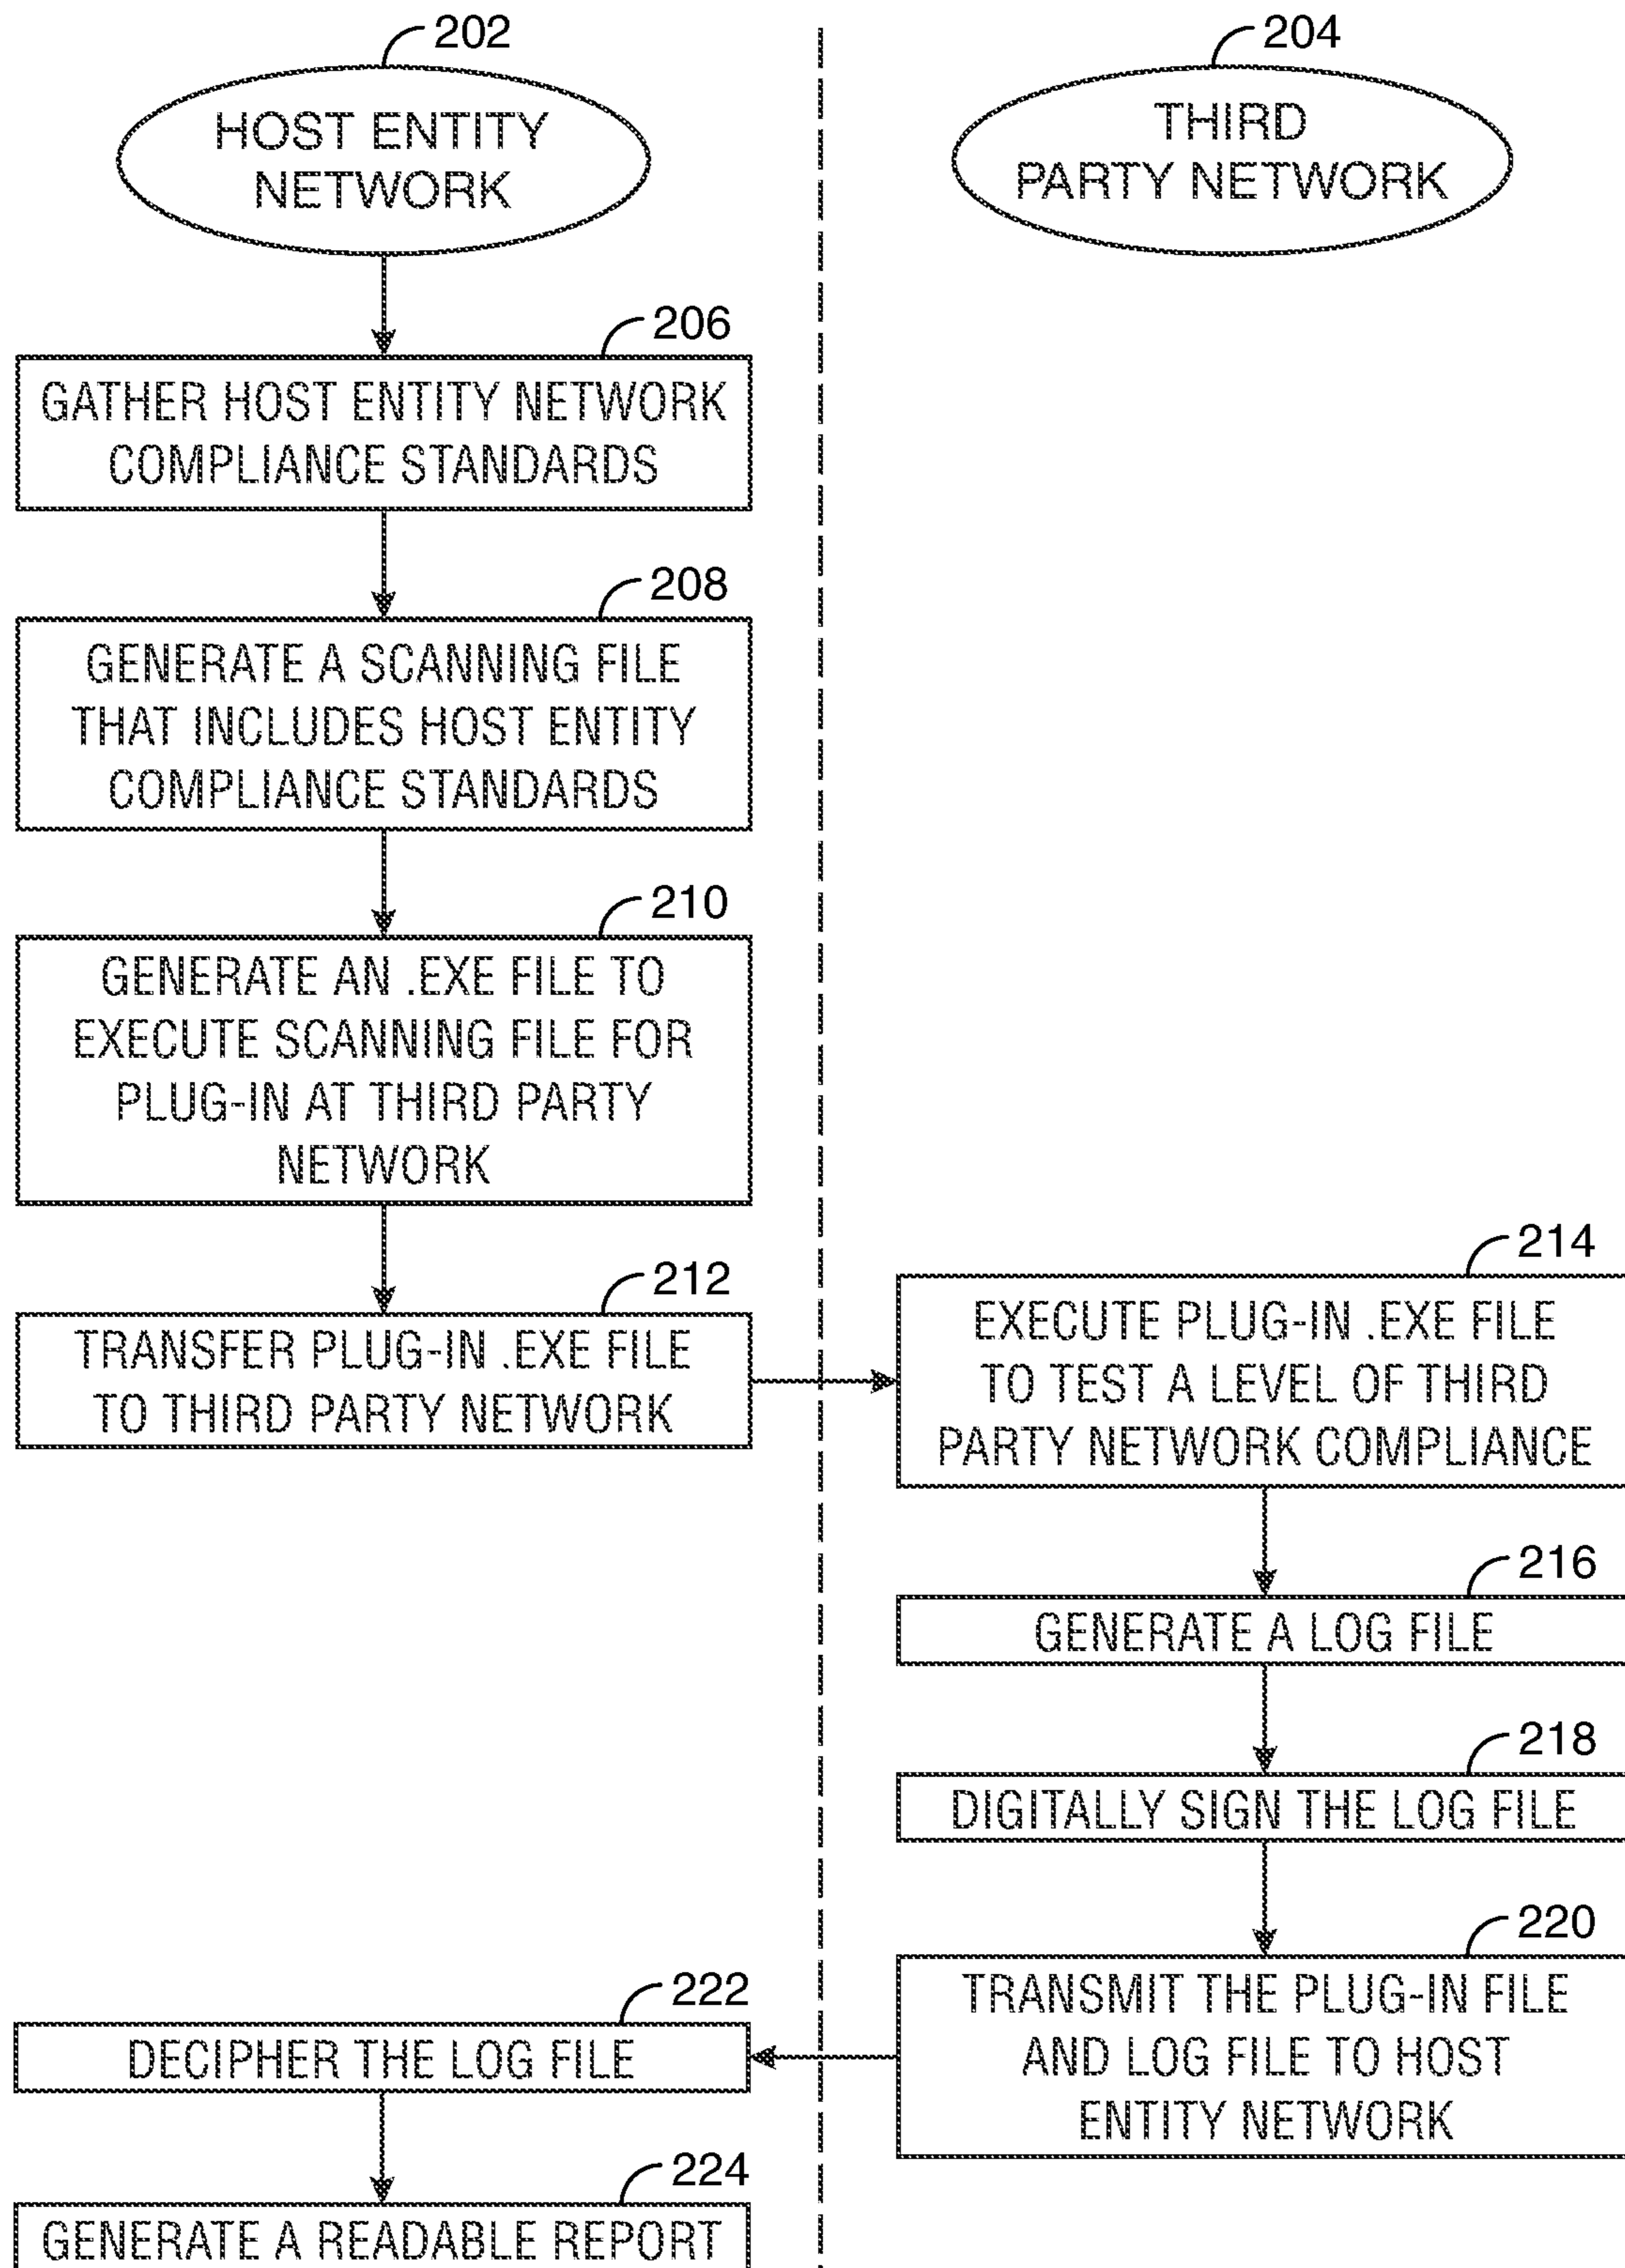 202
HOST ENTITY
NETWORK
204
THIRD
PARTY NETWORK
206
GATHER HOST ENTITY NETWORK
COMPLIANCE STANDARDS
208
GENERATE A SCANNING FILE
THAT INCLUDES HOST ENTITY
COMPLIANCE STANDARDS
210
GENERATE AN .EXE FILE TO
EXECUTE SCANNING FILE FOR
PLUG-IN AT THIRD PARTY
NETWORK
212
TRANSFER PLUG-IN .EXE FILE
TO THIRD PARTY NETWORK
214
EXECUTE PLUG-IN .EXE FILE
TO TEST A LEVEL OF THIRD
PARTY NETWORK COMPLIANCE
216
GENERATE A LOG FILE
218
DIGITALLY SIGN THE LOG FILE
220
TRANSMIT THE PLUG-IN FILE
AND LOG FILE TO HOST
ENTITY NETWORK
222
DECIPHER THE LOG FILE
224
GENERATE A READABLE REPORT